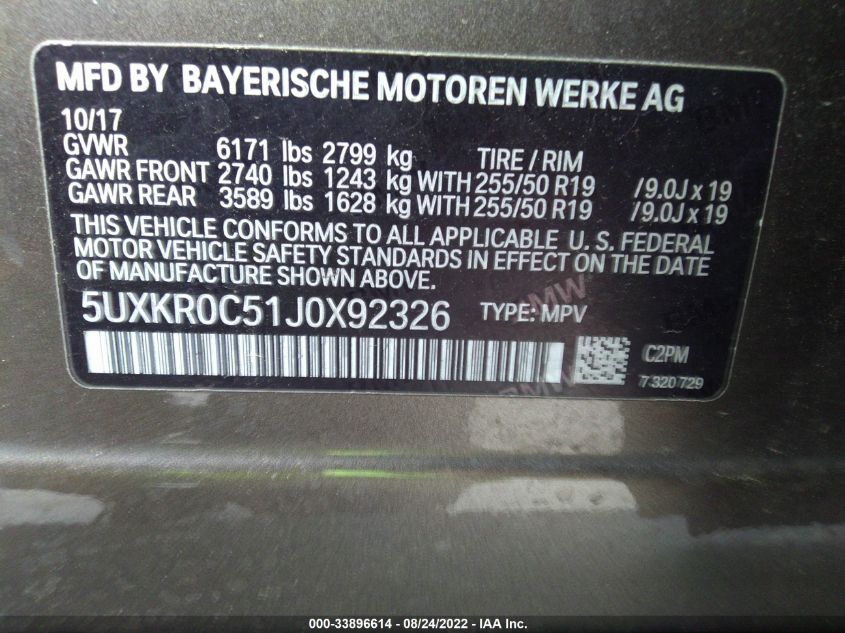 MFD BY BAYERISCHE MOTOREN WERKE AG
10/17
GVWR 6171 lbs 2799 kg TIRE / RIM
GAWR FRONT 2740 lbs 1243 kg WITH 255/50 R19 /9.0J x 19
GAWR REAR 3589 lbs 1628 kg WITH 255/50 R19 /9.0J x 19
THIS VEHICLE CONFORMS TO ALL APPLICABLE U. S. FEDERAL
MOTOR VEHICLE SAFETY STANDARDS IN EFFECT ON THE DATE
OF MANUFACTURE SHOWN ABOVE.
5UXKR0C51J0X92326 TYPE: MPV
C2PM
7 320 729
BMW
BMW
000-33896614 - 08/24/2022 - IAA Inc.